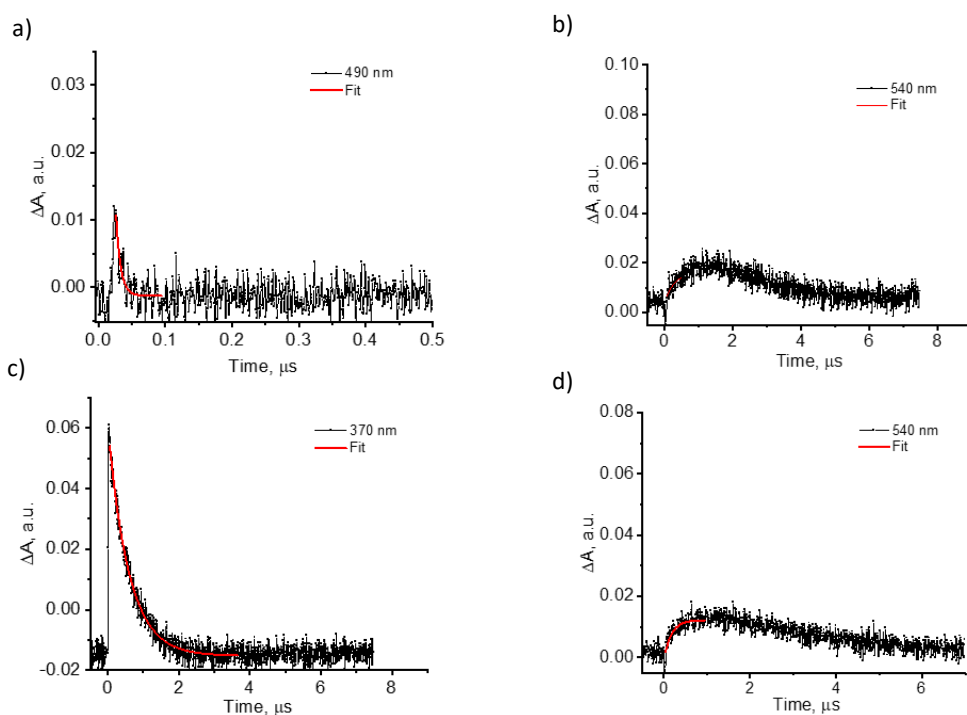 a)
490 nm
Fit
0.03
0.02
0.01
0.00
ΔA, a.u.
0.0 0.1 0.2 0.3 0.4 0.5
Time, μs
b)
540 nm
Fit
0.10
0.08
0.06
0.04
0.02
0.00
ΔA, a.u.
0 2 4 6 8
Time, μs
c)
370 nm
Fit
0.06
0.04
0.02
0.00
-0.02
ΔA, a.u.
0 2 4 6 8
Time, μs
d)
540 nm
Fit
0.08
0.06
0.04
0.02
0.00
ΔA, a.u.
0 2 4 6
Time, μs